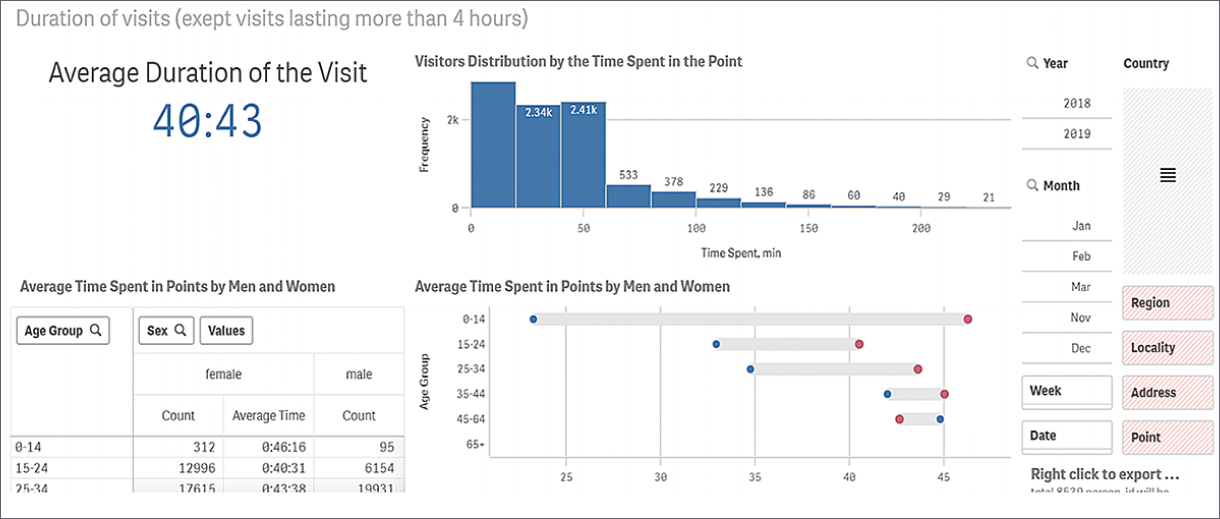 Duration of visits (exept visits lasting more than 4 hours)
Average Duration of the Visit
40:43
Visitors Distribution by the Time Spent in the Point
Frequency
2k
0
2.34k
2.41k
533
378
229
136
86
60
40
29
21
0
50
100
150
200
Time Spent, min
Average Time Spent in Points by Men and Women
Age Group
Sex
Values
female
male
Count
Average Time
Count
0-14 312 0:46:16 95
15-24 12996 0:40:31 6154
25-34 17615 0:43:38 19931
Average Time Spent in Points by Men and Women
Age Group
0-14
15-24
25-34
35-44
45-64
65+
25
30
35
40
45
Year
2018
2019
Month
Jan
Feb
Mar
Nov
Dec
Week
Date
Country
Region
Locality
Address
Point
Right click to export ...
total 8539 person_id will be